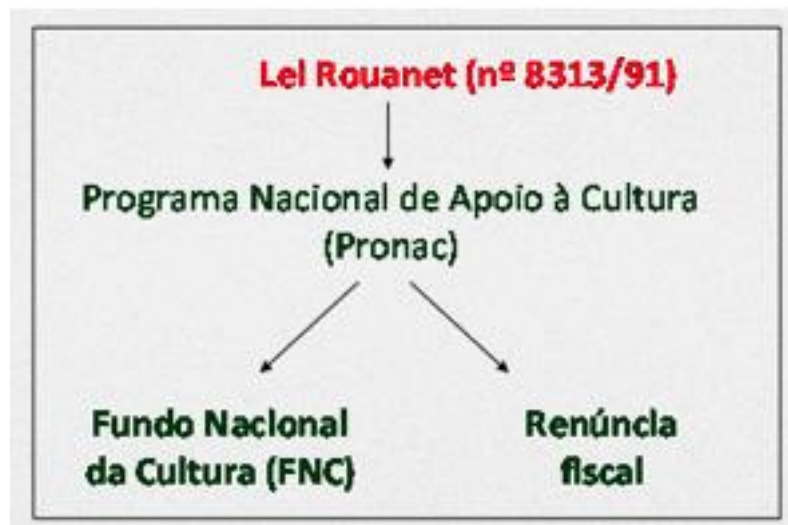 Lei Rouanet (nº 8313/91)
Programa Nacional de Apoio à Cultura
(Pronac)
Fundo Nacional
da Cultura (FNC)
Renúncia
fiscal